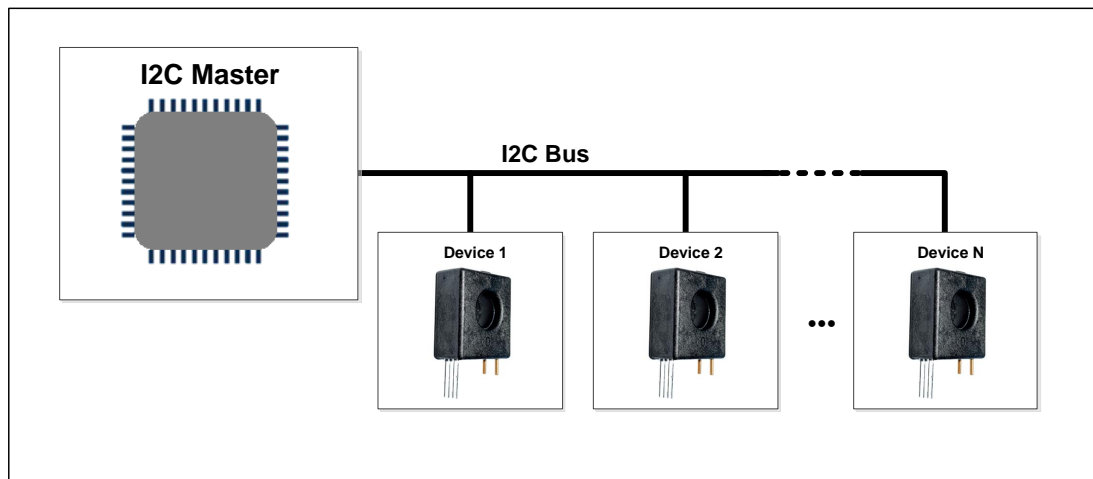 I2C Master
I2C Bus
Device 1
Device 2
Device N
...